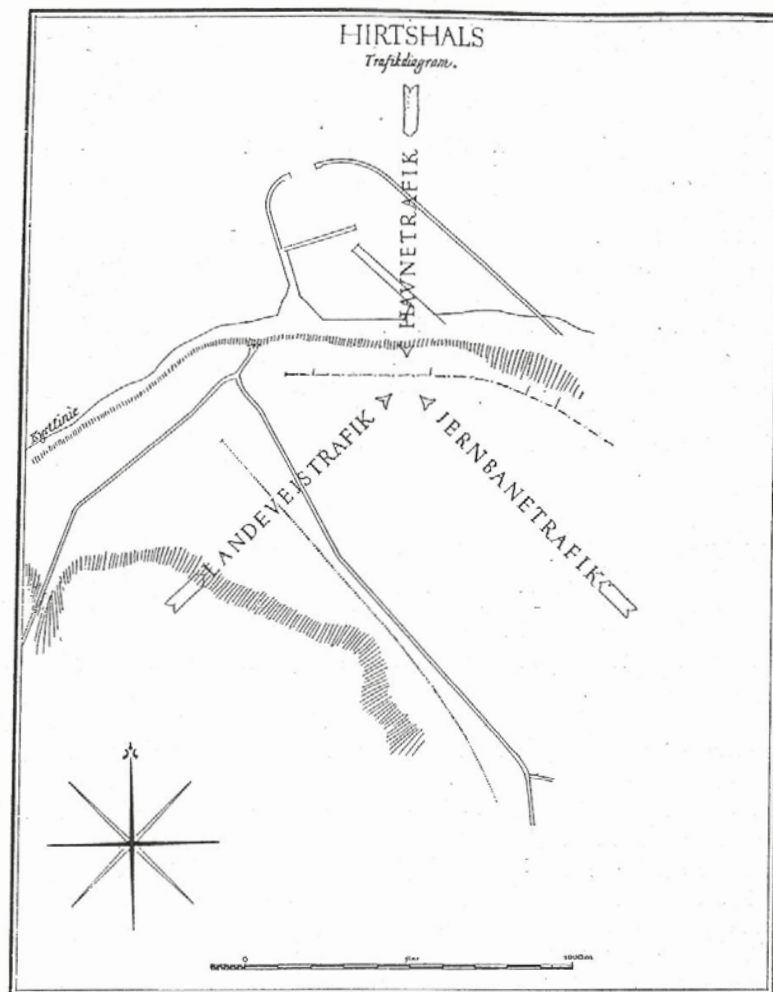 HIRTSHALS
Trafikdiagram.
HAVNETRAFIK
Kystlinie
LANDEVEJSTRAFIK
JERNBANETRAFIK
0
1000m